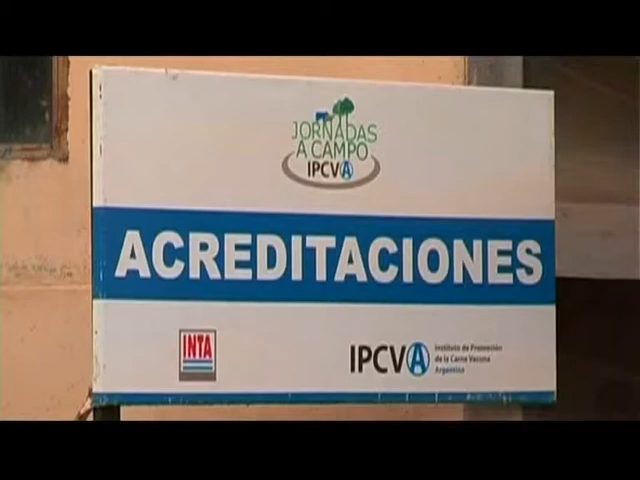 JORNADAS
A CAMPO
IPCVA
ACREDITACIONES
INTA
IPCVA
Instituto de Promoción
de la Carne Vacuna
Argentina